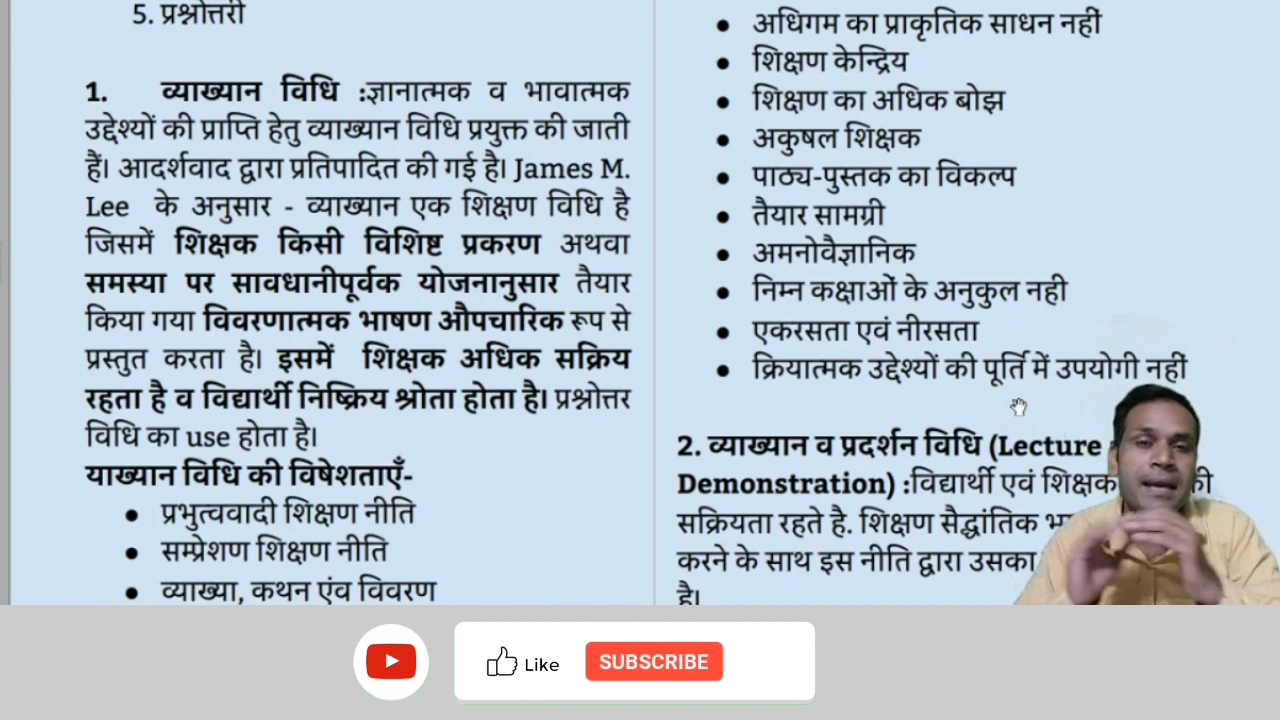 5. प्रश्नोत्तरी
1. व्याख्यान विधि :ज्ञानात्मक व भावात्मक
उद्देश्यों की प्राप्ति हेतु व्याख्यान विधि प्रयुक्त की जाती
हैं। आदर्शवाद द्वारा प्रतिपादित की गई है। James M.
Lee के अनुसार - व्याख्यान एक शिक्षण विधि है
जिसमें शिक्षक किसी विशिष्ट प्रकरण अथवा
समस्या पर सावधानीपूर्वक योजनानुसार तैयार
किया गया विवरणात्मक भाषण औपचारिक रूप से
प्रस्तुत करता है। इसमें शिक्षक अधिक सक्रिय
रहता है व विद्यार्थी निष्क्रिय श्रोता होता है। प्रश्नोत्तर
विधि का use होता है।
याख्यान विधि की विषेशताएँ-
● प्रभुत्ववादी शिक्षण नीति
● सम्प्रेशण शिक्षण नीति
● व्याख्या, कथन एंव विवरण
● अधिगम का प्राकृतिक साधन नहीं
● शिक्षण केन्द्रिय
● शिक्षण का अधिक बोझ
● अकुषल शिक्षक
● पाठ्य-पुस्तक का विकल्प
● तैयार सामग्री
● अमनोवैज्ञानिक
● निम्न कक्षाओं के अनुकुल नही
● एकरसता एवं नीरसता
● क्रियात्मक उद्देश्यों की पूर्ति में उपयोगी नहीं
2. व्याख्यान व प्रदर्शन विधि (Lecture
Demonstration) :विद्यार्थी एवं शिक्षक की
सक्रियता रहते है. शिक्षण सैद्धांतिक
करने के साथ इस नीति द्वारा उसका
है।
Like
SUBSCRIBE